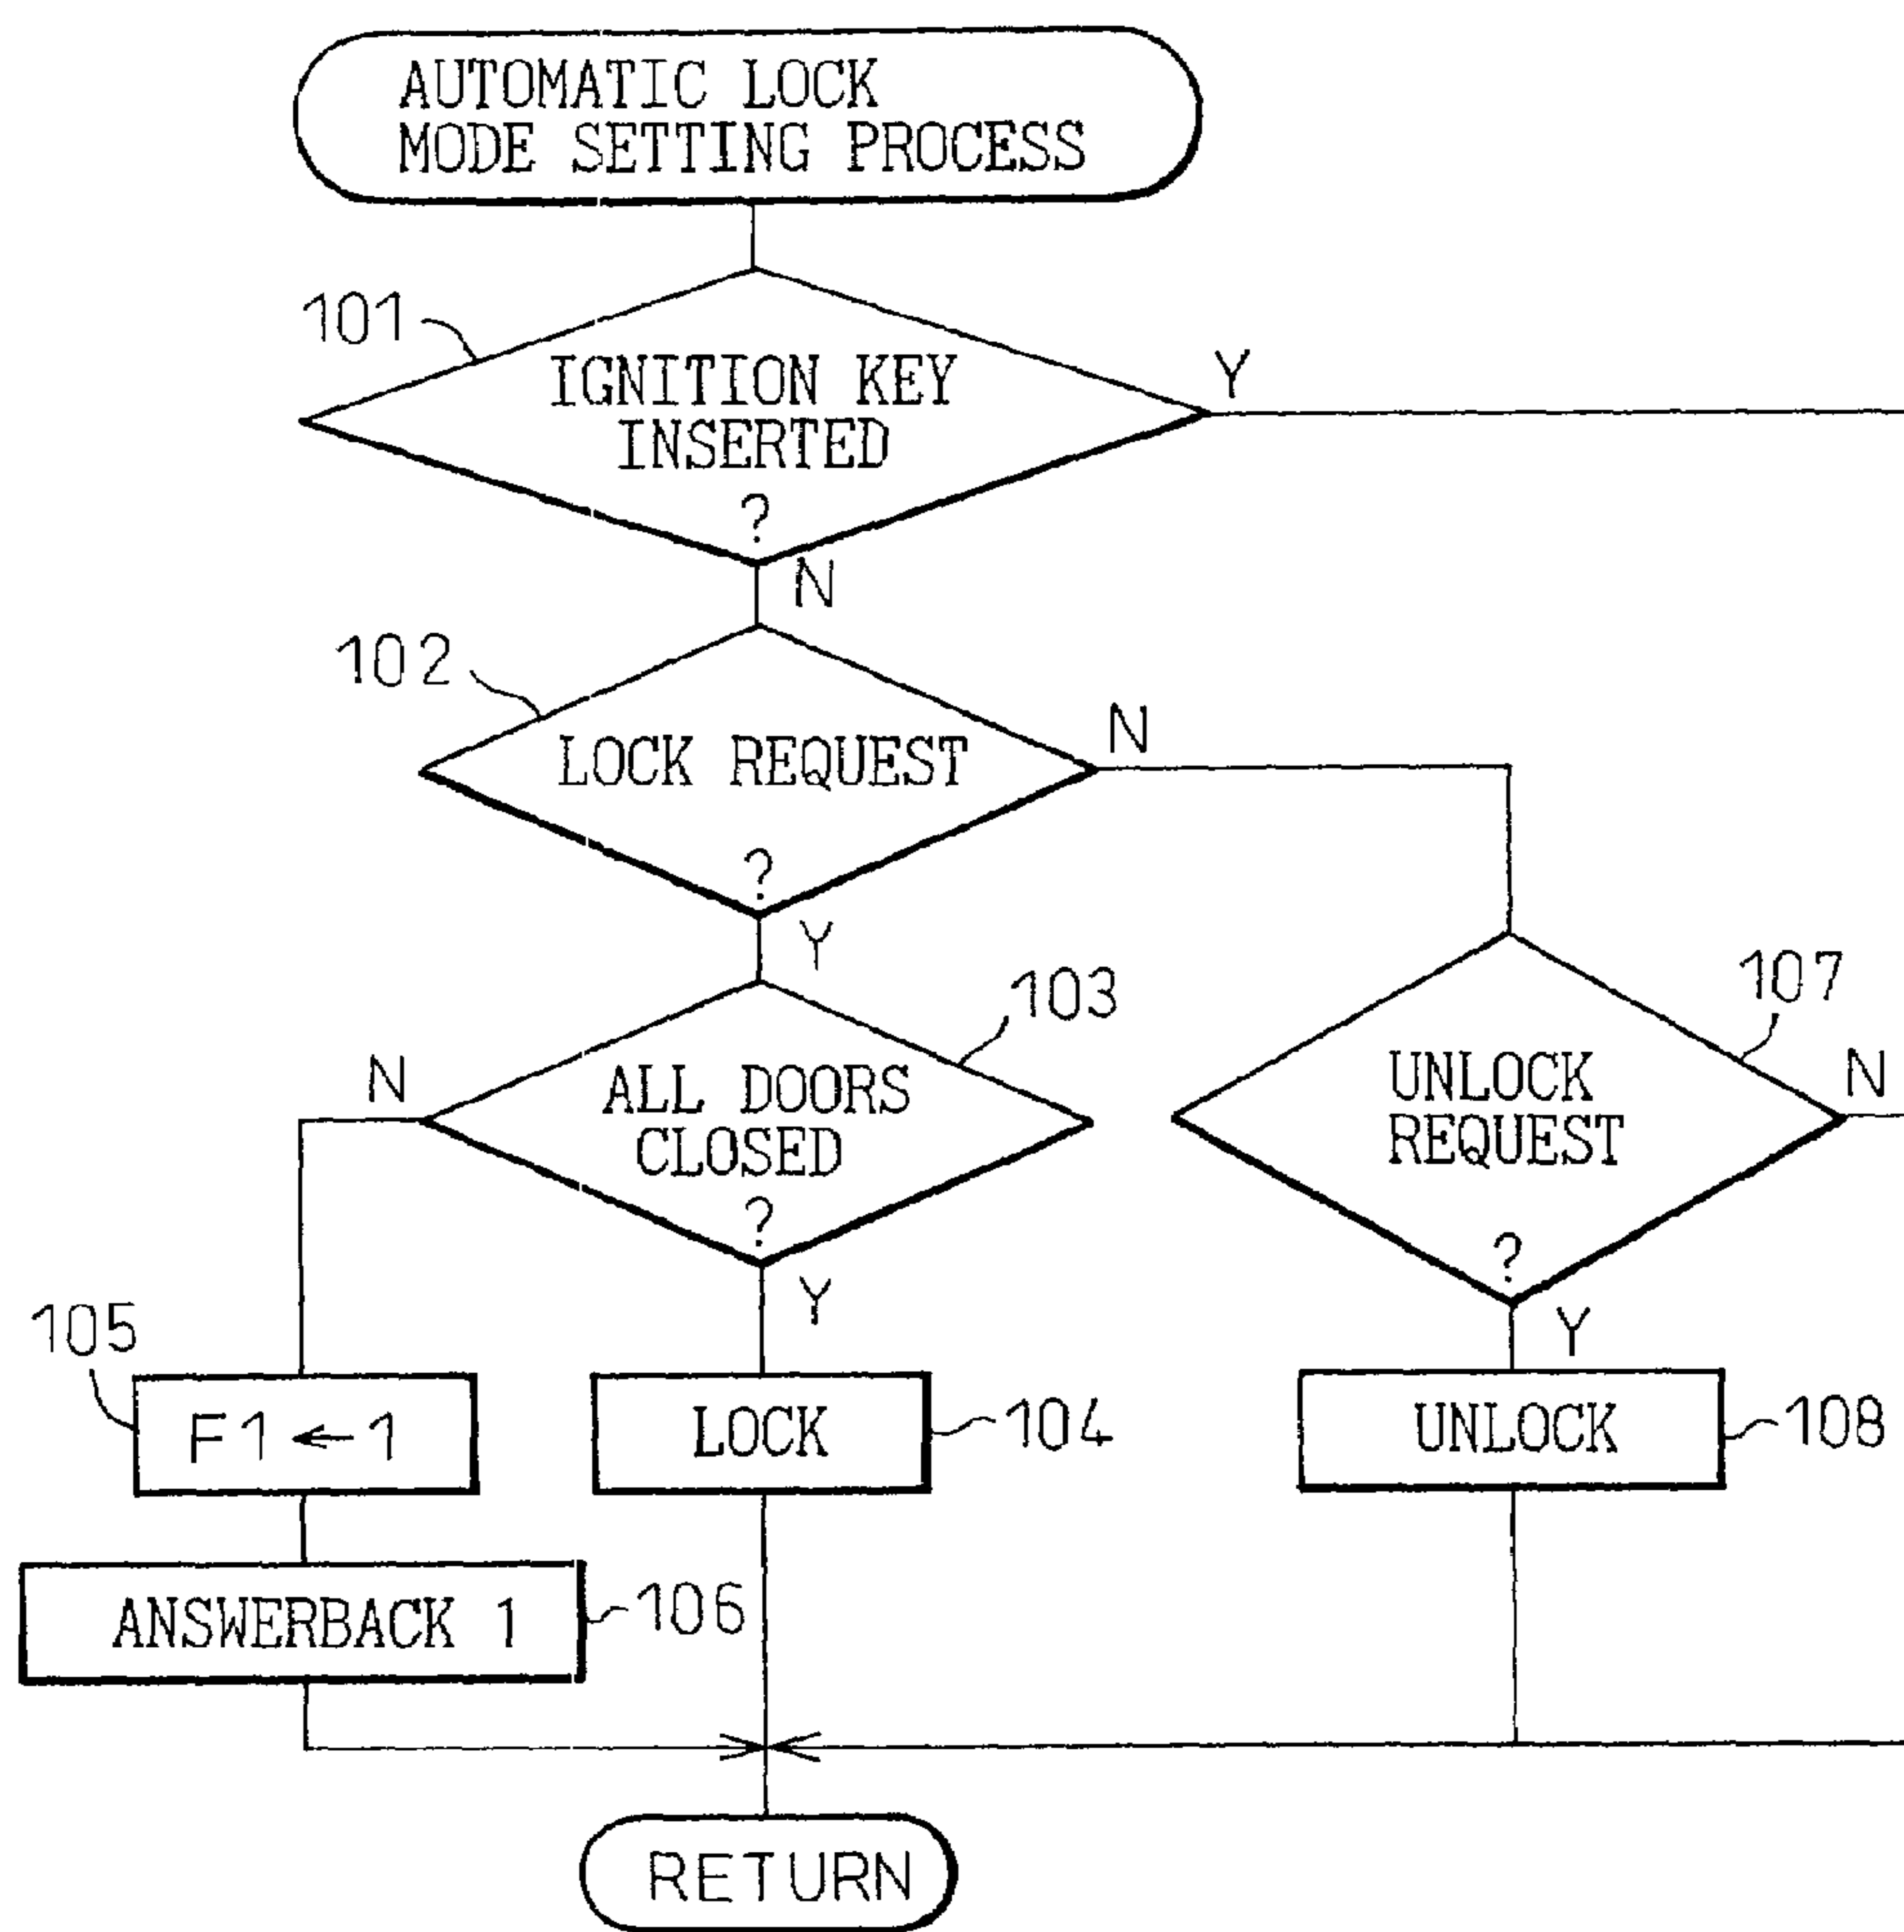 AUTOMATIC LOCK
MODE SETTING PROCESS
101
IGNITION KEY
INSERTED
?
Y
N
102
LOCK REQUEST
?
N
Y
103
ALL DOORS
CLOSED
?
N
Y
107
UNLOCK
REQUEST
?
N
Y
105
F1←1
LOCK
104
UNLOCK
108
ANSWERBACK 1
106
RETURN